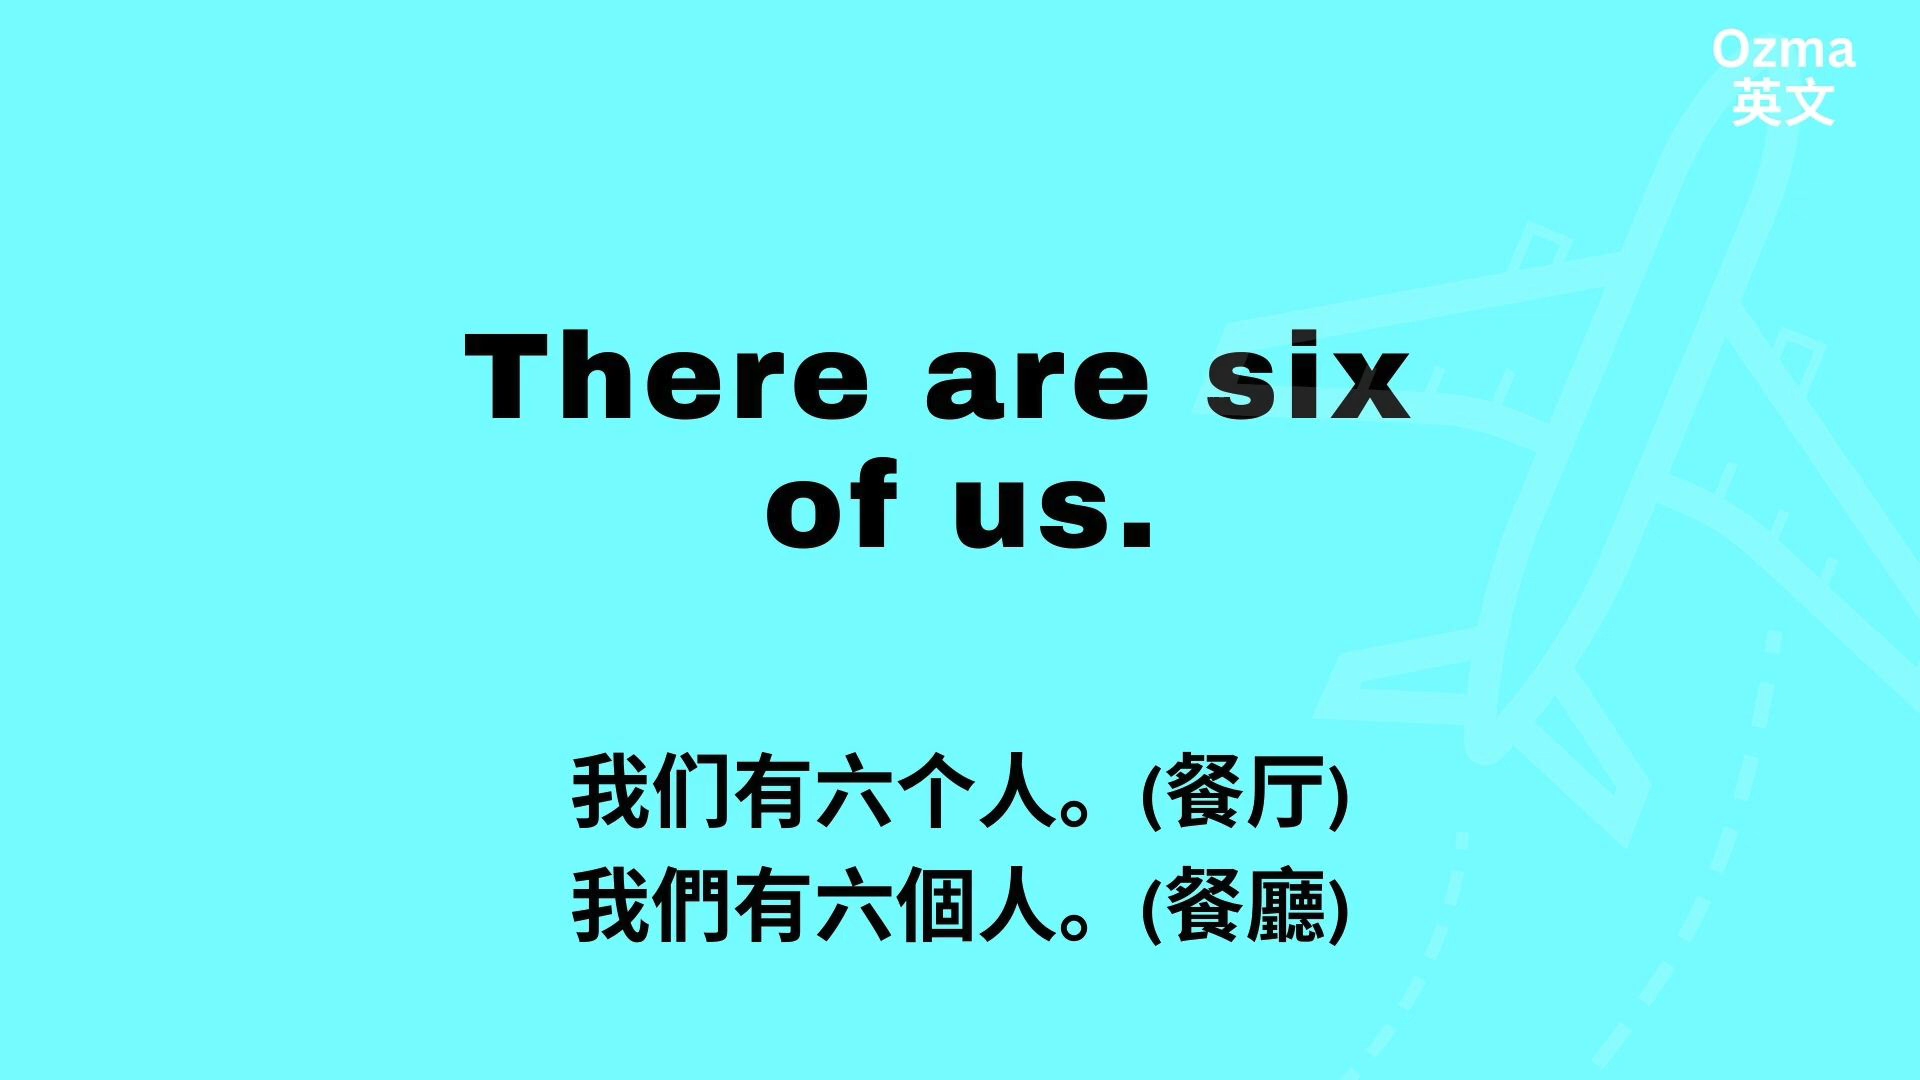 Ozma
英文
There are six
of us.
我们有六个人。(餐厅)
我們有六個人。(餐廳)